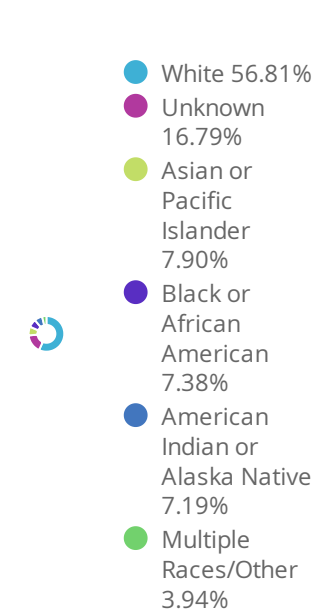 White 56.81%
Unknown
16.79%
Asian or
Pacific
Islander
7.90%
Black or
African
American
7.38%
American
Indian or
Alaska Native
7.19%
Multiple
Races/Other
3.94%